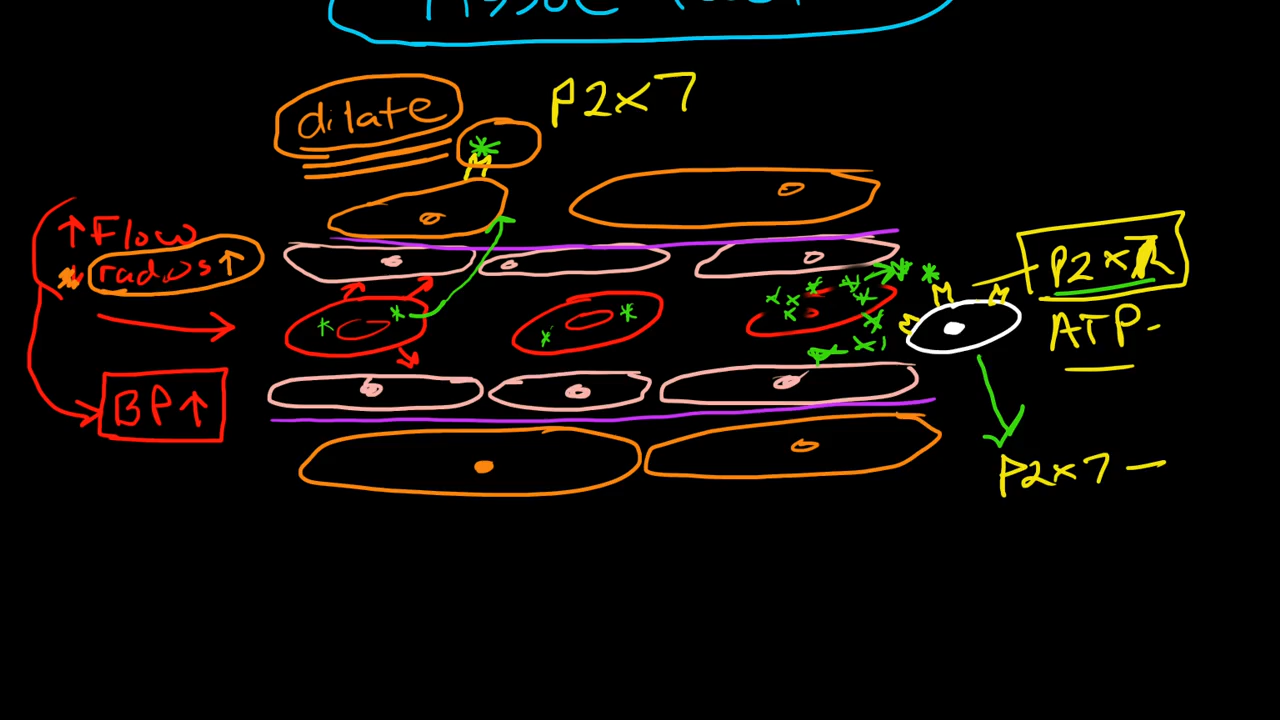 dilate
P2X7
↑Flow
radius↑
BP↑
P2X7
ATP-
P2X7 -